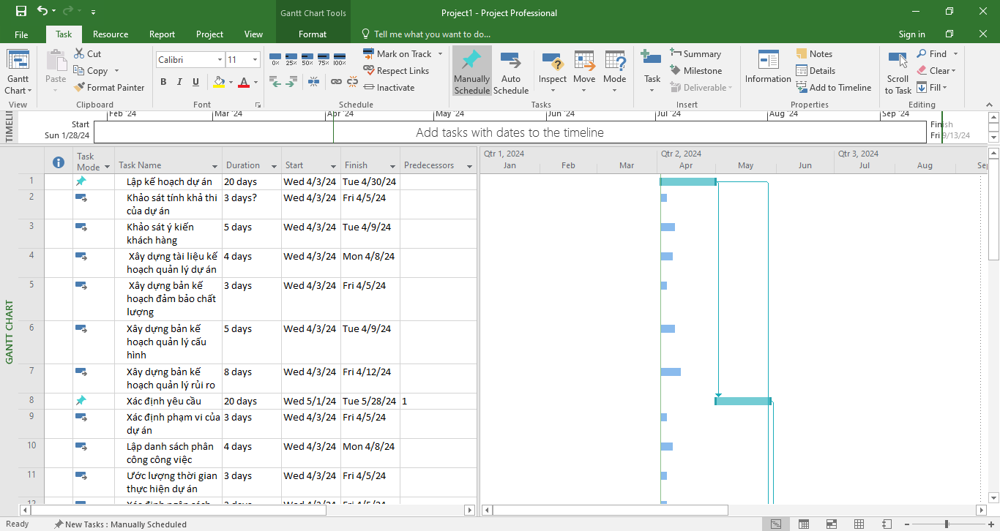 Gantt Chart Tools
Project1 - Project Professional
File Task Resource Report Project View Format Tell me what you want to do... Sign in
Gantt Chart
Paste
Cut
Copy
Format Painter
Calibri 11
B I U A
0% 25% 50% 75% 100%
Mark on Track
Respect Links
Inactivate
Manually Schedule
Auto Schedule
Inspect
Move
Mode
Task
Summary
Milestone
Deliverable
Information
Notes
Details
Add to Timeline
Scroll to Task
Find
Clear
Fill
View Clipboard Font Schedule Tasks Insert Properties Editing
TIMELIN
Feb '24 Mar '24 Apr '24 May '24 Jun '24 Jul '24 Aug '24 Sep '24
Start
Sun 1/28/24
Add tasks with dates to the timeline
Finish
Fri 9/13/24
GANTT CHART
Task Mode Task Name Duration Start Finish Predecessors
Qtr 1, 2024 Qtr 2, 2024 Qtr 3, 2024
Jan Feb Mar Apr May Jun Jul Aug
1 Lập kế hoạch dự án 20 days Wed 4/3/24 Tue 4/30/24
2 Khảo sát tính khả thi 3 days? Wed 4/3/24 Fri 4/5/24
của dự án
3 Khảo sát ý kiến 5 days Wed 4/3/24 Tue 4/9/24
khách hàng
4 Xây dựng tài liệu kế 4 days Wed 4/3/24 Mon 4/8/24
hoạch quản lý dự án
5 Xây dựng bản kế 3 days Wed 4/3/24 Fri 4/5/24
hoạch đảm bảo chất
lượng
6 Xây dựng bản kế 5 days Wed 4/3/24 Tue 4/9/24
hoạch quản lý cấu
hình
7 Xây dựng bản kế 8 days Wed 4/3/24 Fri 4/12/24
hoạch quản lý rủi ro
8 Xác định yêu cầu 20 days Wed 5/1/24 Tue 5/28/24 1
9 Xác định phạm vi của 3 days Wed 4/3/24 Fri 4/5/24
dự án
10 Lập danh sách phân 4 days Wed 4/3/24 Mon 4/8/24
công công việc
11 Ước lượng thời gian 3 days Wed 4/3/24 Fri 4/5/24
thực hiện dự án
Ready New Tasks : Manually Scheduled